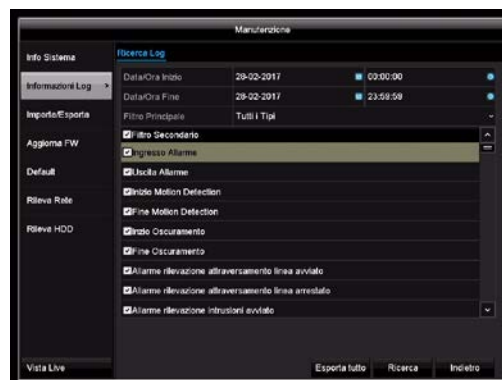 Manutenzione
Info Sistema
Informazioni Log >
Importa/Esporta
Aggiorna FW
Default
Rileva Rete
Rileva HDD
Vista Live
Ricerca Log
Data/Ora Inizio 28-02-2017 00:00:00
Data/Ora Fine 28-02-2017 23:59:59
Filtro Principale Tutti i Tipi
Filtro Secondario
Ingresso Allarme
Uscita Allarme
Inizio Motion Detection
Fine Motion Detection
Inizio Oscuramento
Fine Oscuramento
Allarme rilevazione attraversamento linea avviato
Allarme rilevazione attraversamento linea arrestato
Allarme rilevazione intrusioni avviato
Esporta tutto Ricerca Indietro